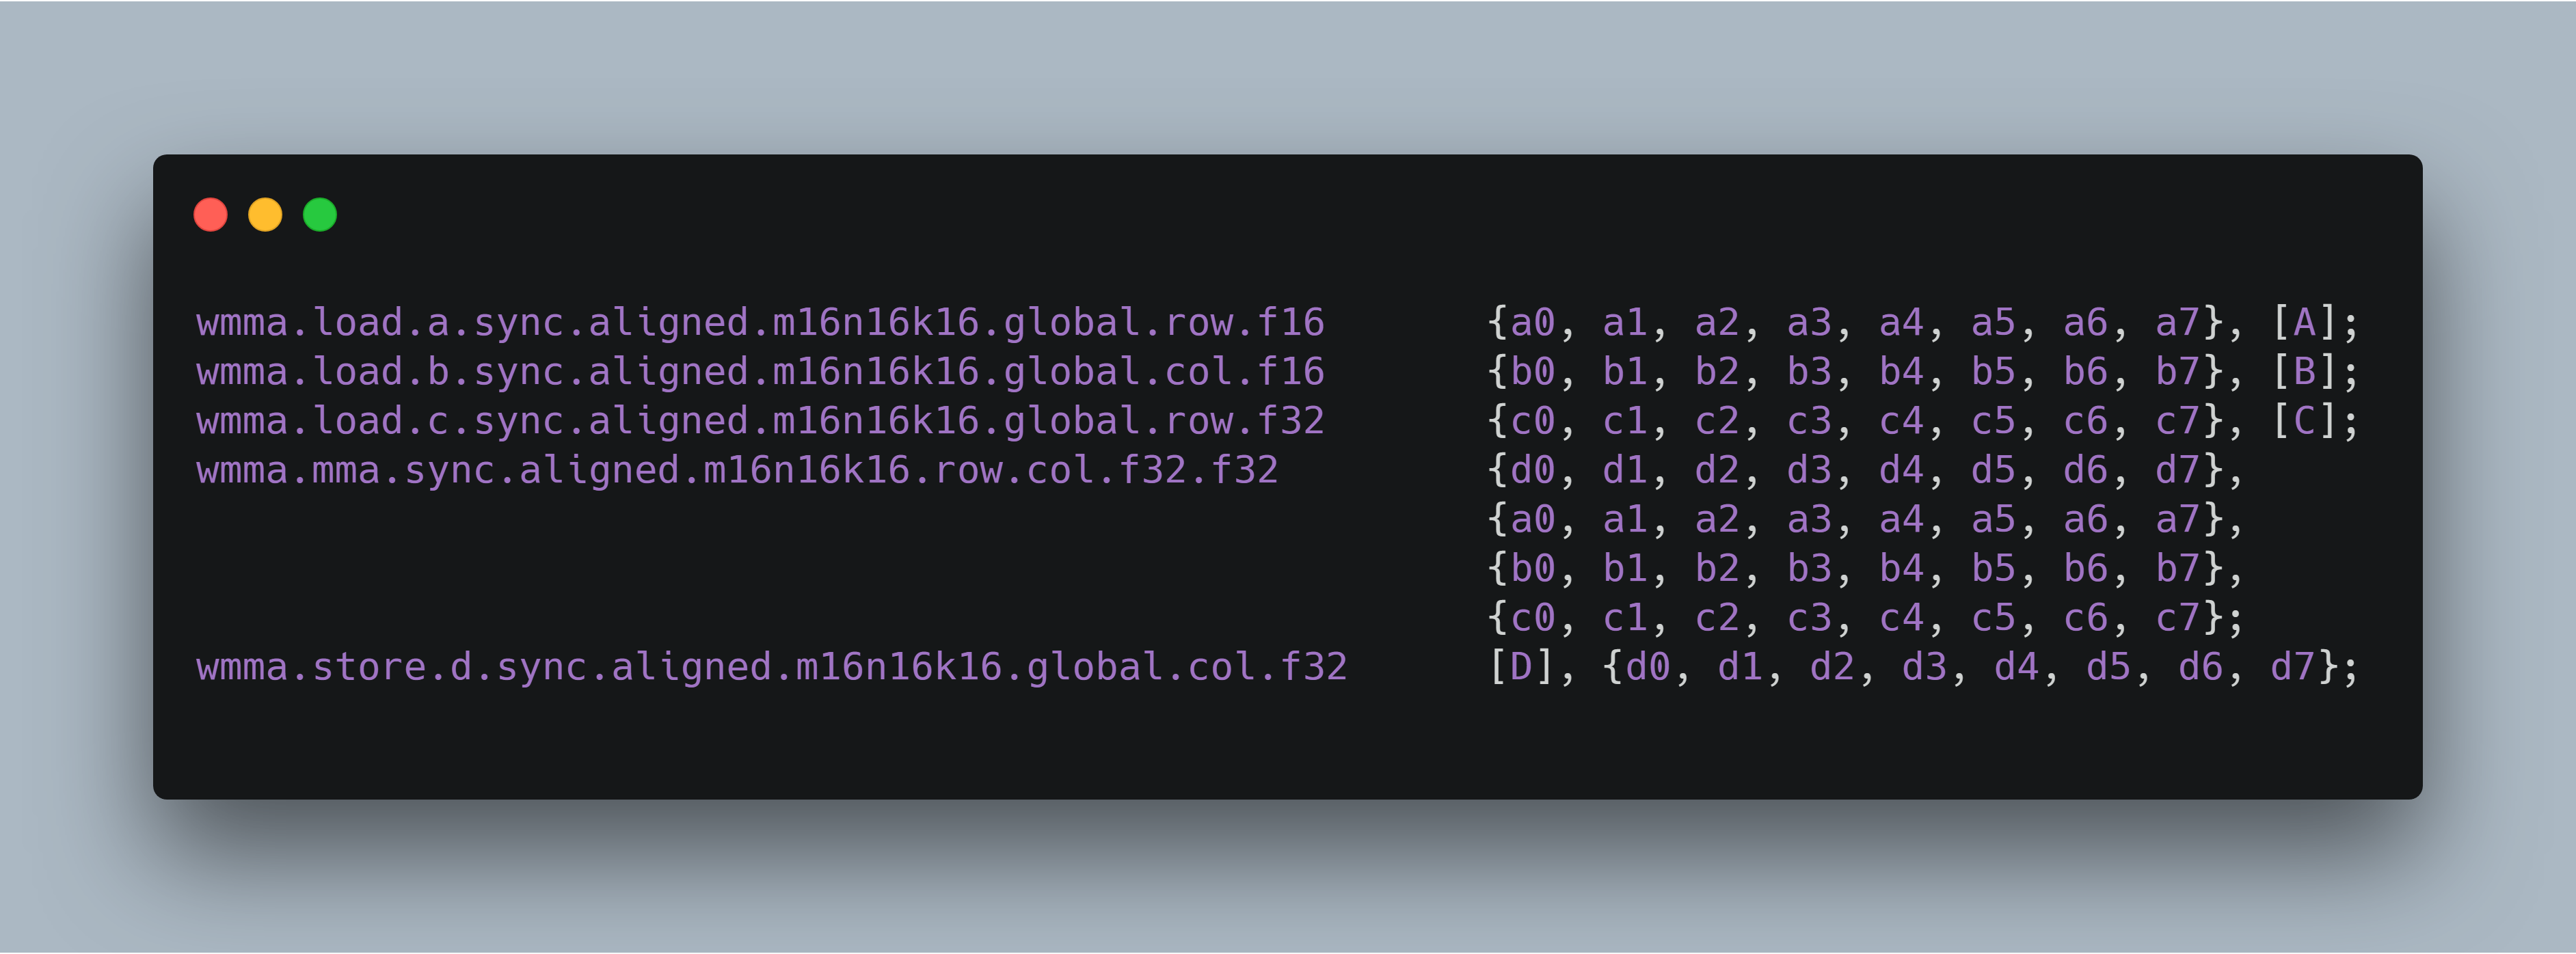 wmma.load.a.sync.aligned.m16n16k16.global.row.f16 {a0, a1, a2, a3, a4, a5, a6, a7}, [A];
wmma.load.b.sync.aligned.m16n16k16.global.col.f16 {b0, b1, b2, b3, b4, b5, b6, b7}, [B];
wmma.load.c.sync.aligned.m16n16k16.global.row.f32 {c0, c1, c2, c3, c4, c5, c6, c7}, [C];
wmma.mma.sync.aligned.m16n16k16.row.col.f32.f32 {d0, d1, d2, d3, d4, d5, d6, d7},
{a0, a1, a2, a3, a4, a5, a6, a7},
{b0, b1, b2, b3, b4, b5, b6, b7},
{c0, c1, c2, c3, c4, c5, c6, c7};
wmma.store.d.sync.aligned.m16n16k16.global.col.f32 [D], {d0, d1, d2, d3, d4, d5, d6, d7};